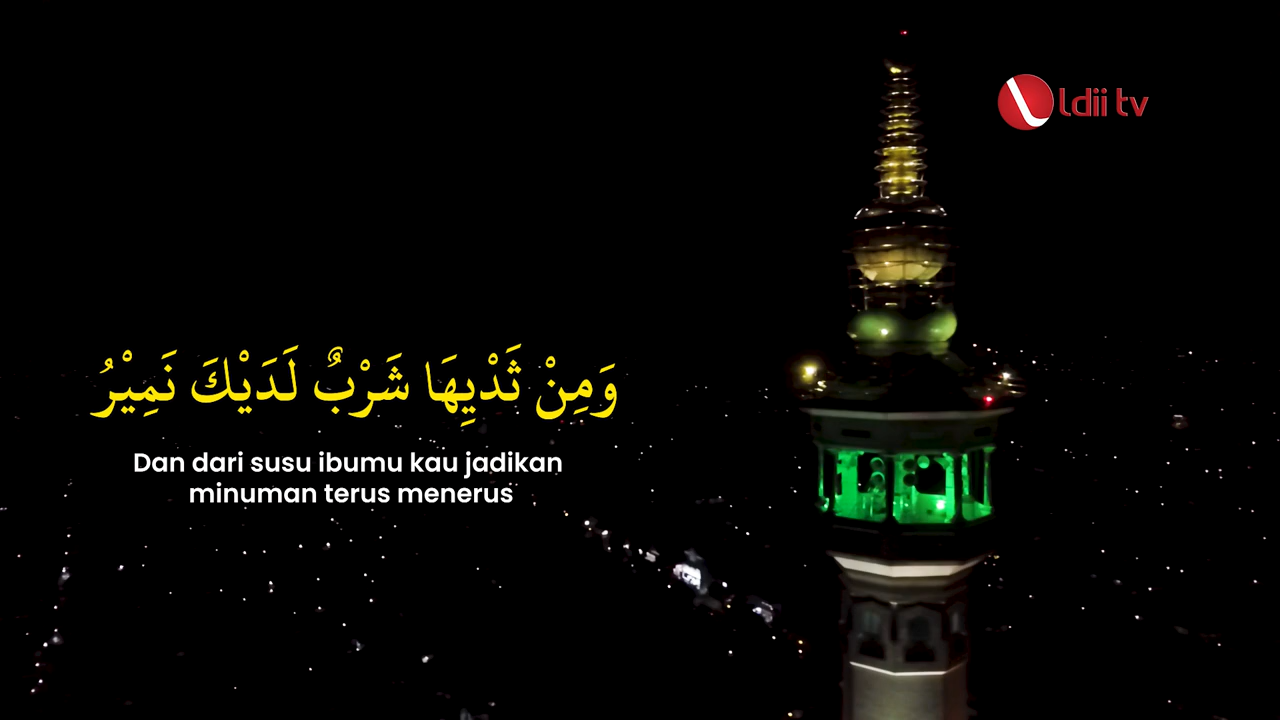 ldii tv
وَمِنْ ثَدْيِهَا شَرْبٌ لَدَيْكَ نَمِيْرُ
Dan dari susu ibumu kau jadikan
minuman terus menerus